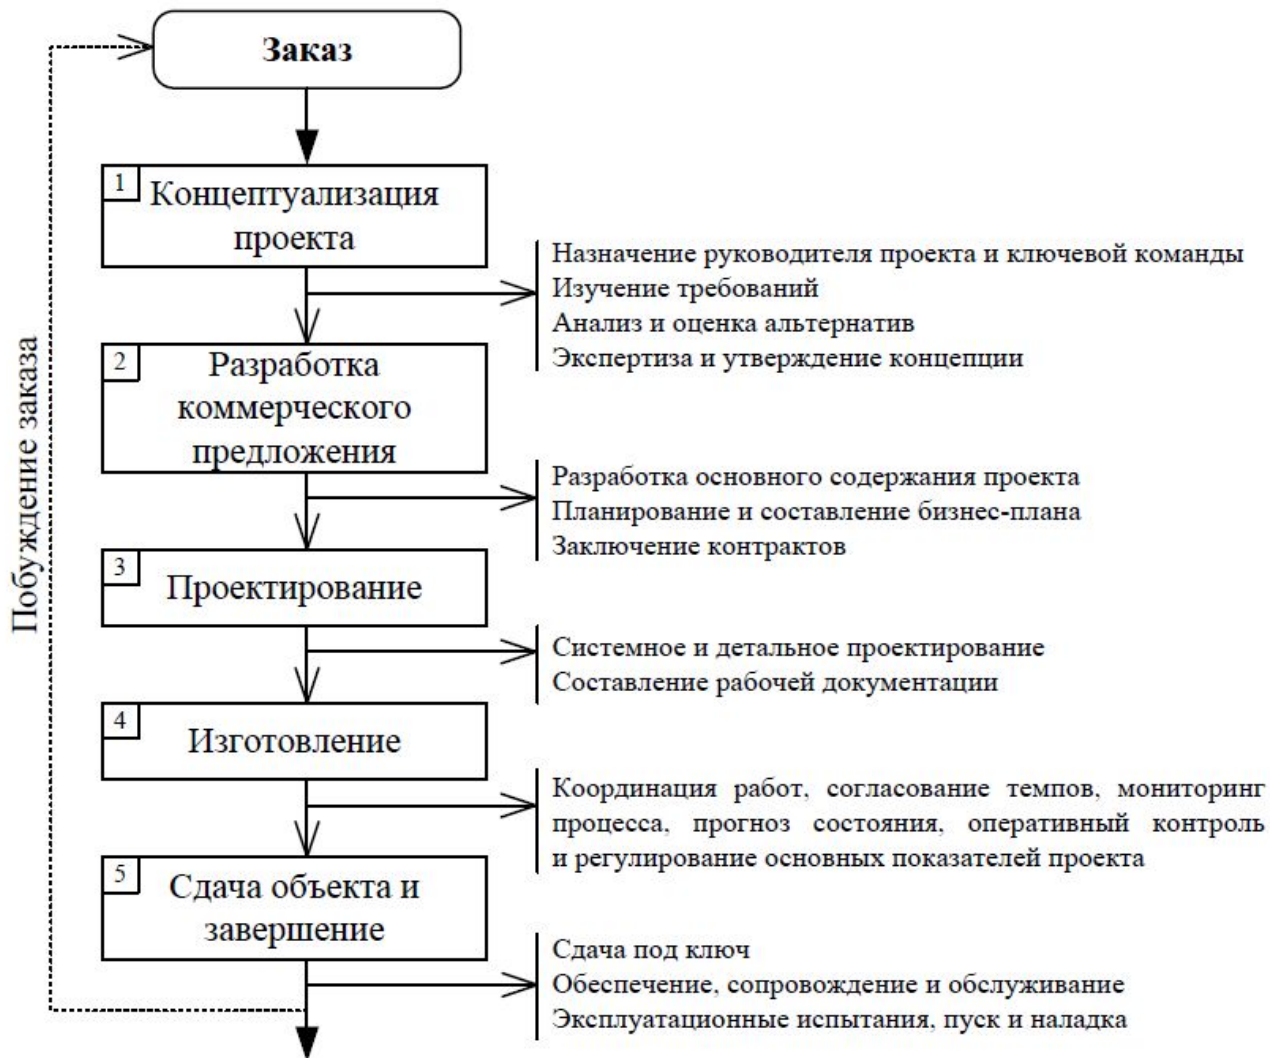 Заказ
1
Концептуализация
проекта
Назначение руководителя проекта и ключевой команды
Изучение требований
Анализ и оценка альтернатив
Экспертиза и утверждение концепции
2
Разработка
коммерческого
предложения
Разработка основного содержания проекта
Планирование и составление бизнес-плана
Заключение контрактов
3
Проектирование
Системное и детальное проектирование
Составление рабочей документации
4
Изготовление
Координация работ, согласование темпов, мониторинг
процесса, прогноз состояния, оперативный контроль
и регулирование основных показателей проекта
5
Сдача объекта и
завершение
Сдача под ключ
Обеспечение, сопровождение и обслуживание
Эксплуатационные испытания, пуск и наладка
Побуждение заказа